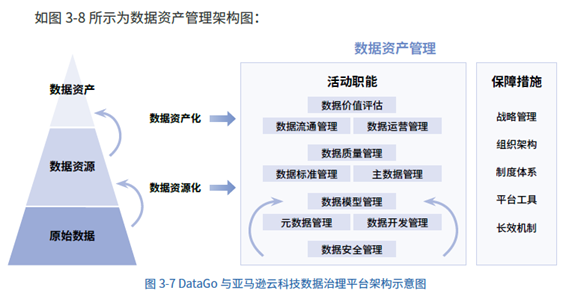 如图 3-8 所示为数据资产管理架构图：
数据资产管理
数据资产
数据资源
原始数据
数据资产化
数据资源化
活动职能
数据价值评估
数据流通管理 数据运营管理
数据质量管理
数据标准管理 主数据管理
数据模型管理
元数据管理 数据开发管理
数据安全管理
保障措施
战略管理
组织架构
制度体系
平台工具
长效机制
图 3-7 DataGo 与亚马逊云科技数据治理平台架构示意图